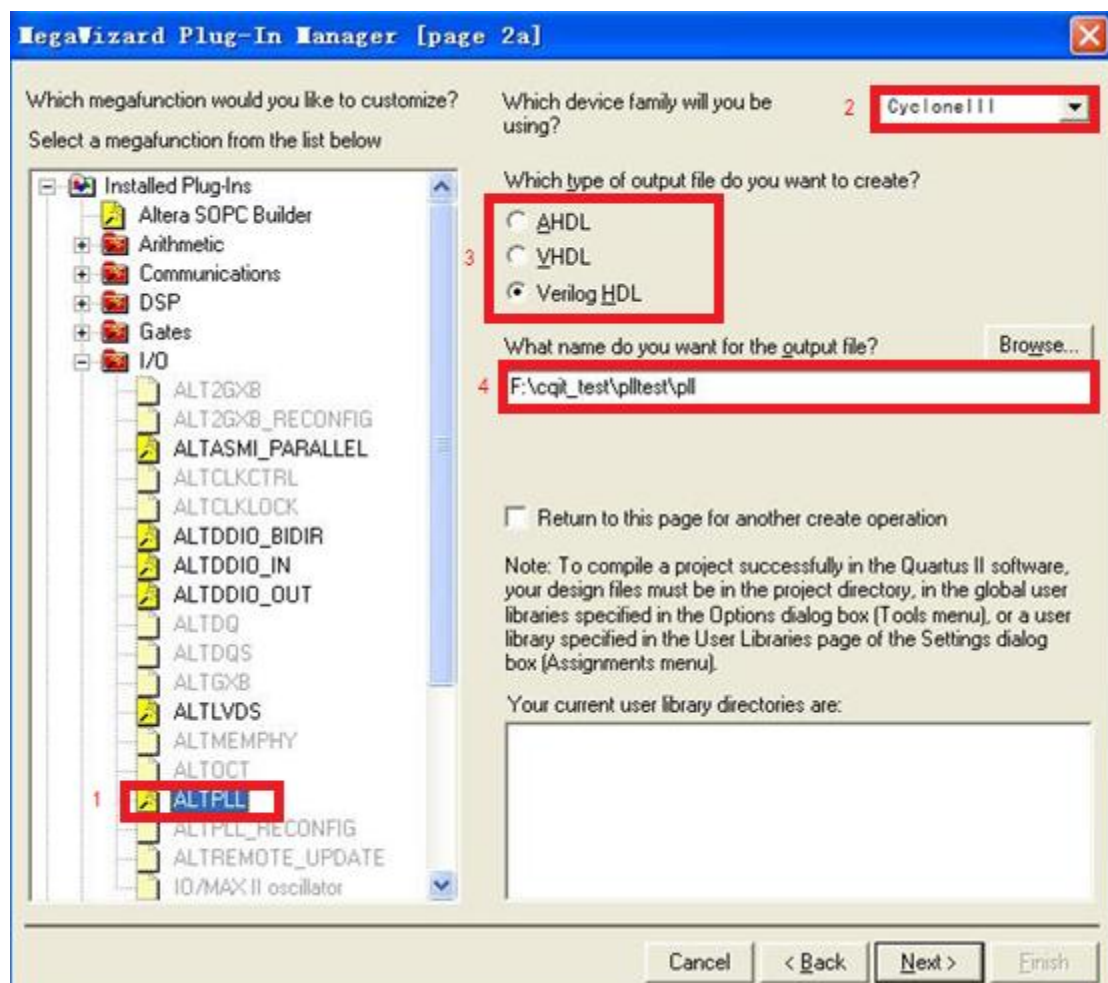 MegaWizard Plug-In Manager [page 2a]
Which megafunction would you like to customize?
Select a megafunction from the list below
Installed Plug-Ins
Altera SOPC Builder
Arithmetic
Communications
DSP
Gates
I/O
ALT2GXB
ALT2GXB_RECONFIG
ALTASMI_PARALLEL
ALTCLKCTRL
ALTCLKLOCK
ALTDDIO_BIDIR
ALTDDIO_IN
ALTDDIO_OUT
ALTDQ
ALTDQS
ALTGXB
ALTLVDS
ALTMEMPHY
ALTOCT
1 ALTPLL
ALTPLL_RECONFIG
ALTREMOTE_UPDATE
IO/MAX II oscillator
Which device family will you be
using?
2 CycloneIII
Which type of output file do you want to create?
3
AHDL
VHDL
Verilog HDL
What name do you want for the output file?
Browse...
4 F:\cqit_test\plltest\pll
Return to this page for another create operation
Note: To compile a project successfully in the Quartus II software,
your design files must be in the project directory, in the global user
libraries specified in the Options dialog box (Tools menu), or a user
library specified in the User Libraries page of the Settings dialog
box (Assignments menu).
Your current user library directories are:
Cancel
< Back
Next >
Finish